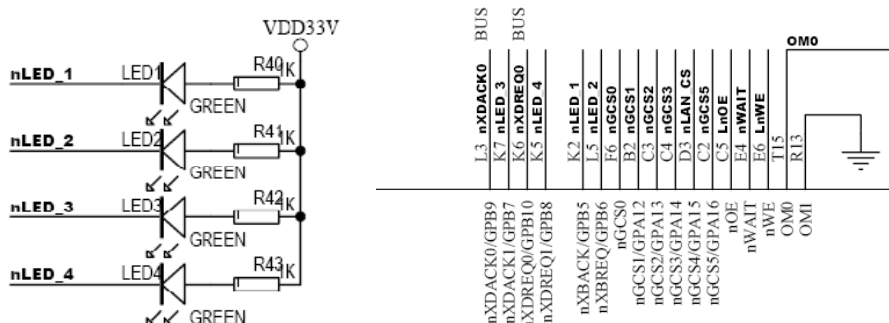 VDD33V
nLED_1
LED1
R40
1K
GREEN
nLED_2
LED2
R41
1K
GREEN
nLED_3
LED3
R42
1K
GREEN
nLED_4
LED4
R43
1K
GREEN
BUS
BUS
OM0
L3 nXDACK0
K7 nLED_3
K6 nXDREQ0
K5 nLED_4
K2 nLED_1
L5 nLED_2
F6 nGCS0
B2 nGCS1
C3 nGCS2
C4 nGCS3
D3 nLAN_CS
C2 nGCS5
C5 LnOE
E4 nWAIT
E6 LnWE
T15
R13
nXDACK0/GPB9
nXDACK1/GPB7
nXDREQ0/GPB10
nXDREQ1/GPB8
nXBACK/GPB5
nXBREQ/GPB6
nGCS0
nGCS1/GPA12
nGCS2/GPA13
nGCS3/GPA14
nGCS4/GPA15
nGCS5/GPA16
nOE
nWAIT
nWE
OM0
OM1